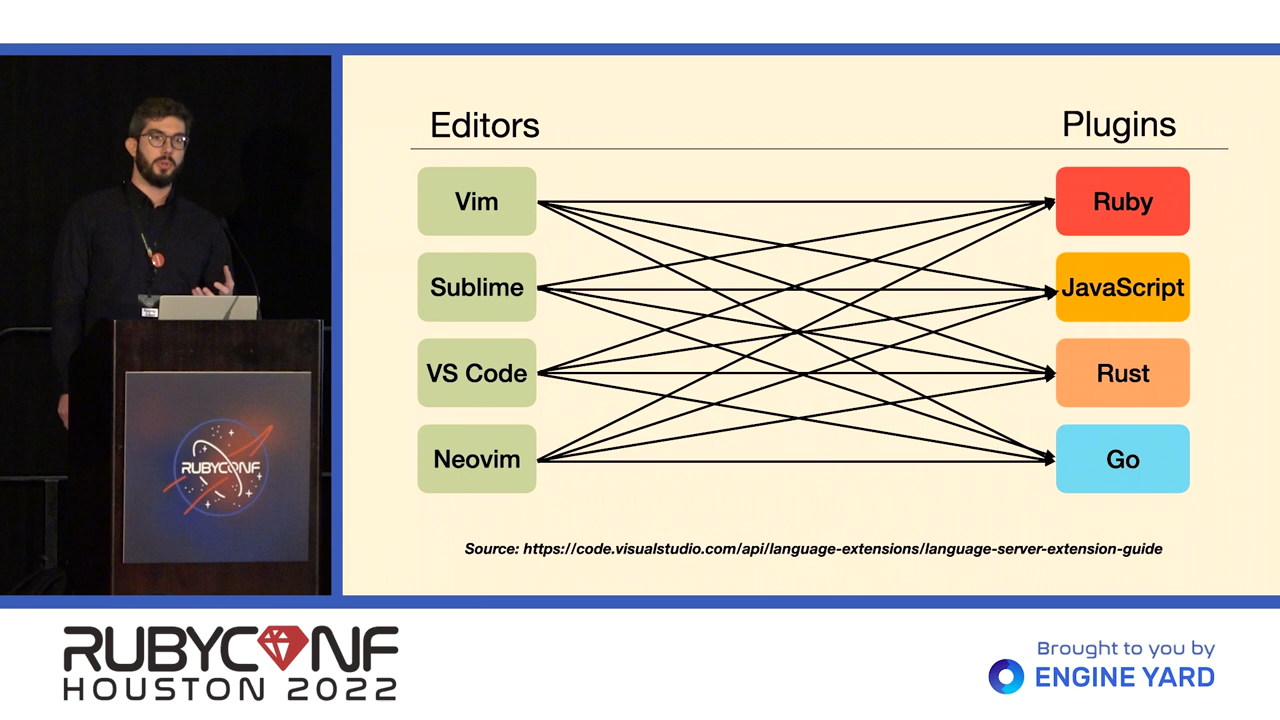 Editors
Plugins
Vim
Ruby
Sublime
JavaScript
VS Code
Rust
Neovim
Go
Source: https://code.visualstudio.com/api/language-extensions/language-server-extension-guide
RUBYCONF
RUBYCONF
HOUSTON 2022
Brought to you by
ENGINE YARD